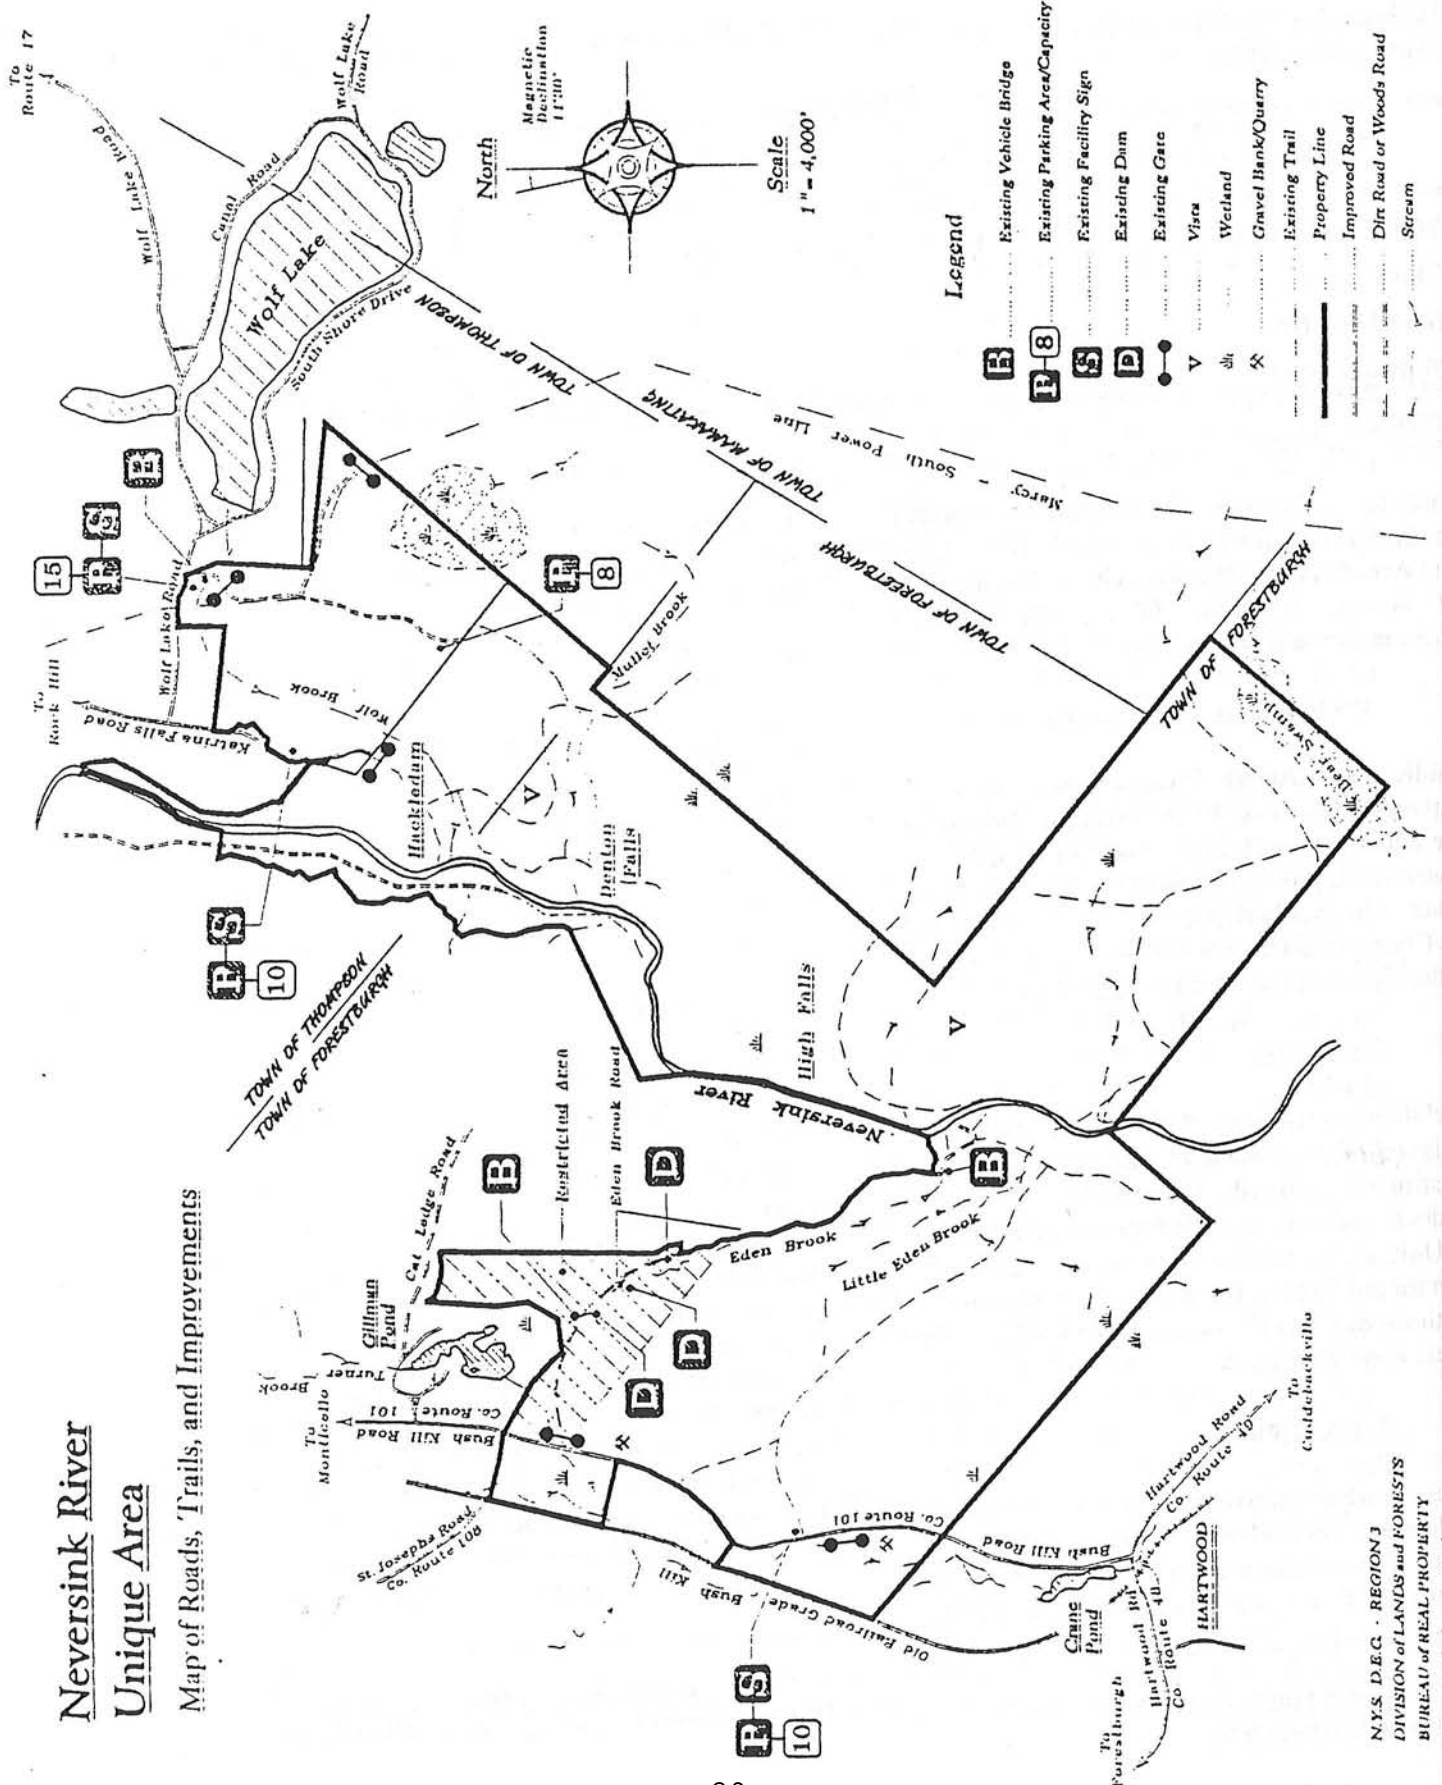 Neversink River
Unique Area
Map of Roads, Trails, and Improvements
To
Route 17
Wolf Lake Road
Wolf Lake
Road
Canal Road
Wolf Lake
South Shore Drive
North
Magnetic
Declination
Scale
1" = 4,000'
TOWN OF THOMPSON
TOWN OF MAMAKATING
TOWN OF FORESTBURGH
Marcy - South Power Line
TOWN OF FORESTBURGH
Deer Swamp
15
P
S
To
Rock Hill
Wolf Lake Road
Katrina Falls Road
Wolf Brook
P
8
Mullet Brook
Huckledam
V
Denton
Falls
P
S
10
TOWN OF THOMPSON
TOWN OF FORESTBURGH
High Falls
V
Neversink River
Restricted Area
Eden Brook Road
Cat Lodge Road
B
D
D
D
B
Eden Brook
Little Eden Brook
Gillman
Pond
Turner
Brook
To
Monticello
Co. Route 101
Bush Kill Road
St. Josephs Road
Co. Route 108
Bush Kill
Old Railroad Grade
Co. Route 101
Bush Kill Road
P
S
10
Crane
Pond
HARTWOOD
Hartwood Road
Co. Route 49
To
Cuddebackville
Hartwood Rd.
Co. Route 48
To
Forestburgh
Legend
B Existing Vehicle Bridge
P 8 Existing Parking Area/Capacity
S Existing Facility Sign
D Existing Dam
Existing Gate
V Vista
Wetland
Gravel Bank/Quarry
Existing Trail
Property Line
Improved Road
Dirt Road or Woods Road
Stream
N.Y.S. D.E.C. - REGION 3
DIVISION of LANDS and FORESTS
BUREAU of REAL PROPERTY